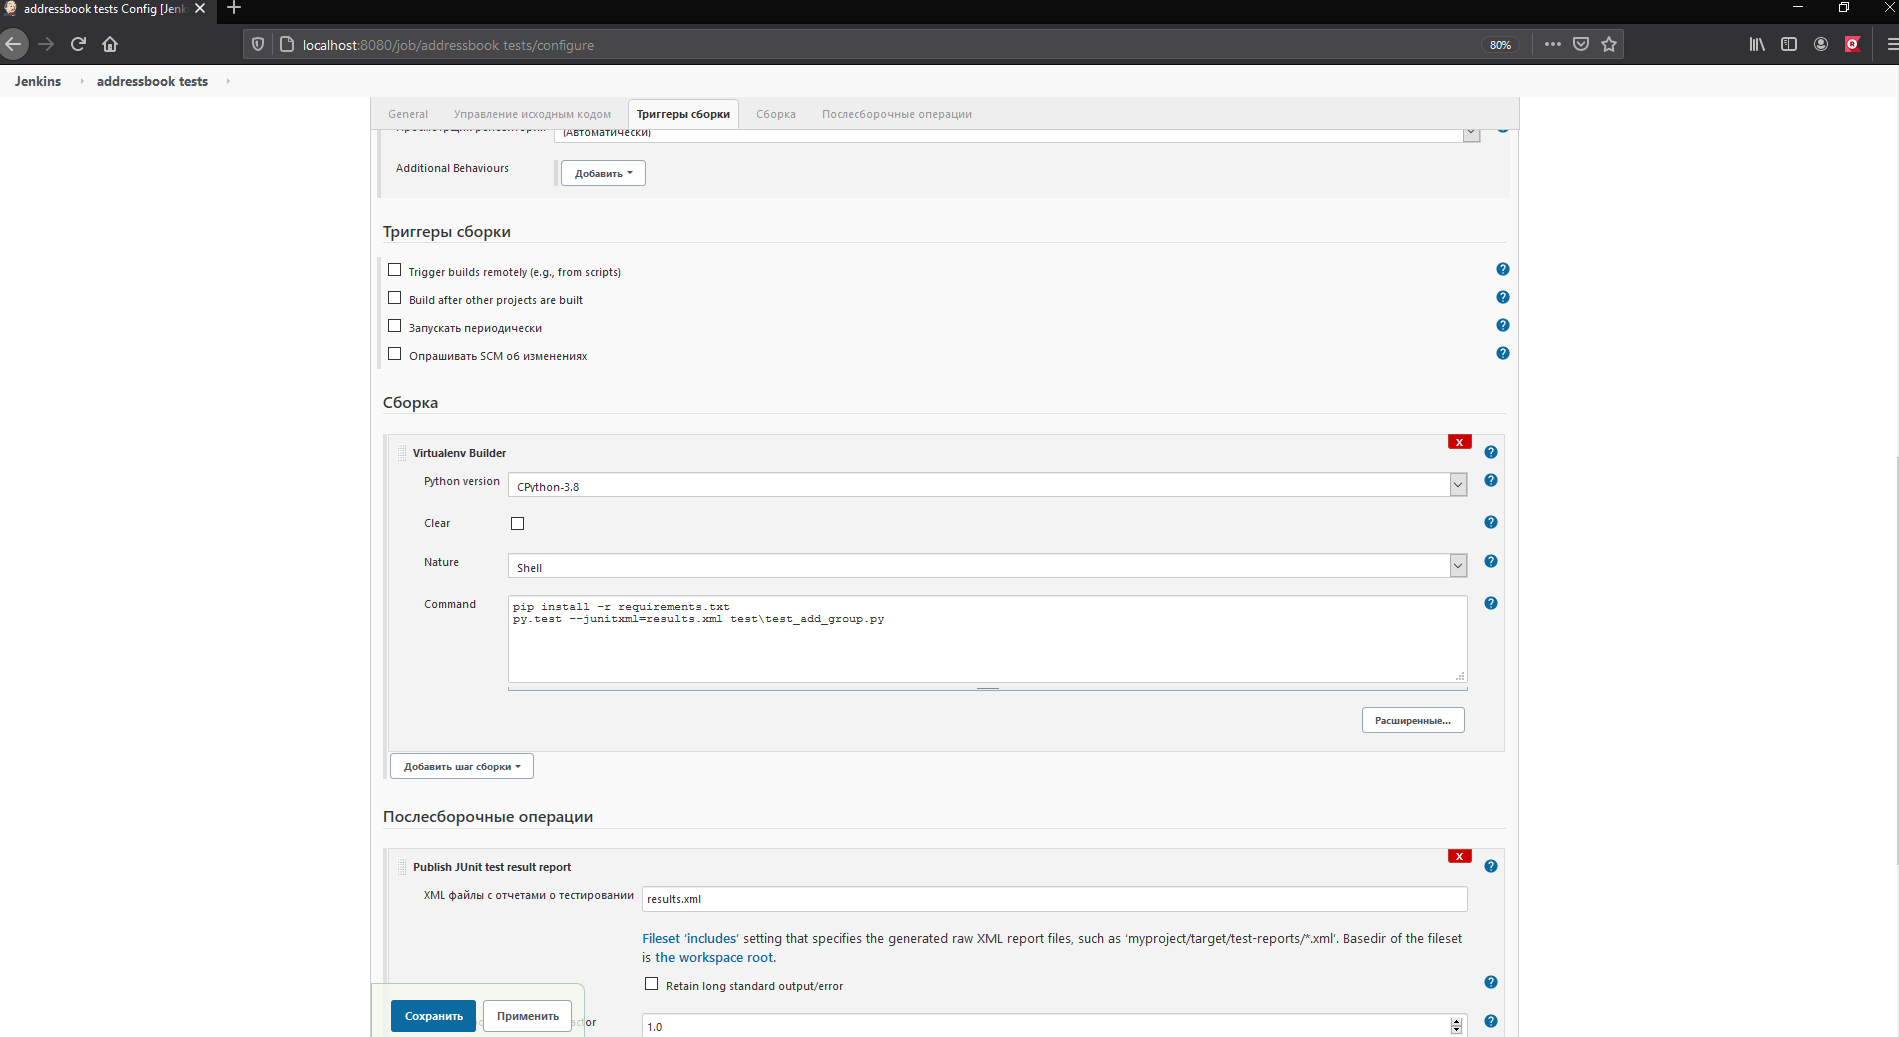 addressbook tests Config [Jenk
localhost:8080/job/addressbook tests/configure
80%
Jenkins
addressbook tests
General
Управление исходным кодом
Триггеры сборки
Сборка
Послесборочные операции
(Автоматически)
Additional Behaviours
Добавить
Триггеры сборки
Trigger builds remotely (e.g., from scripts)
Build after other projects are built
Запускать периодически
Опрашивать SCM об изменениях
Сборка
X
Virtualenv Builder
Python version
CPython-3.8
Clear
Nature
Shell
Command
pip install -r requirements.txt
py.test --junitxml=results.xml test\test_add_group.py
Расширенные...
Добавить шаг сборки
Послесборочные операции
X
Publish JUnit test result report
XML файлы с отчетами о тестировании
results.xml
Fileset 'includes' setting that specifies the generated raw XML report files, such as 'myproject/target/test-reports/*.xml'. Basedir of the fileset
is the workspace root.
Retain long standard output/error
Сохранить
Применить
actor
1.0